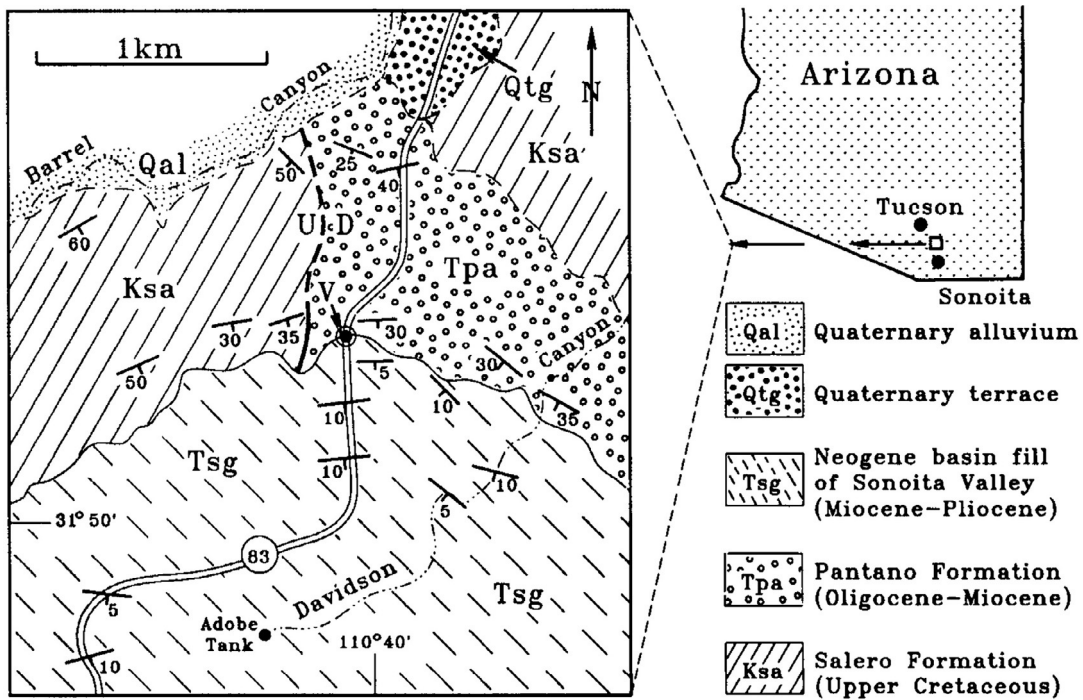 1km
Barrel
Canyon
Qal
Qtg
N
Ksa
50
25
40
60
U D
Tpa
Ksa
V
30
35
30
Canyon
50
5
30
10
10
35
Tsg
10
10
5
31° 50'
83
Davidson
Tsg
5
Adobe
Tank
110° 40'
10
Arizona
Tucson
Sonoita
Qal Quaternary alluvium
Qtg Quaternary terrace
Tsg Neogene basin fill
of Sonoita Valley
(Miocene-Pliocene)
Tpa Pantano Formation
(Oligocene-Miocene)
Ksa Salero Formation
(Upper Cretaceous)